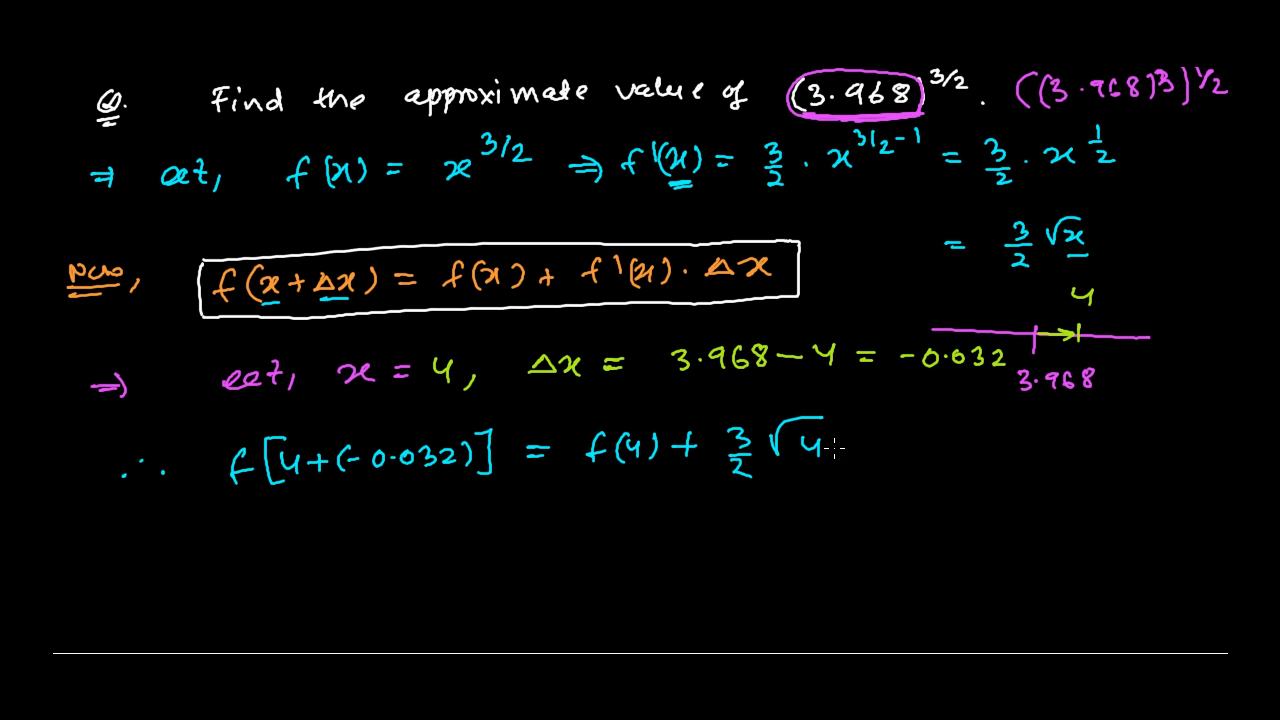 Q. Find the approximate value of (3.968)^3/2. ((3.968)^3)^1/2
⇒ Let, f(x) = x^3/2 ⇒ f'(x) = 3/2 · x^3/2-1 = 3/2 · x^1/2
= 3/2 √x
Now, f(x+Δx) = f(x) + f'(x) · Δx
4
⇒ Let, x = 4, Δx = 3.968 - 4 = -0.032
3.968
∴ f[4+(-0.032)] = f(4) + 3/2 √4